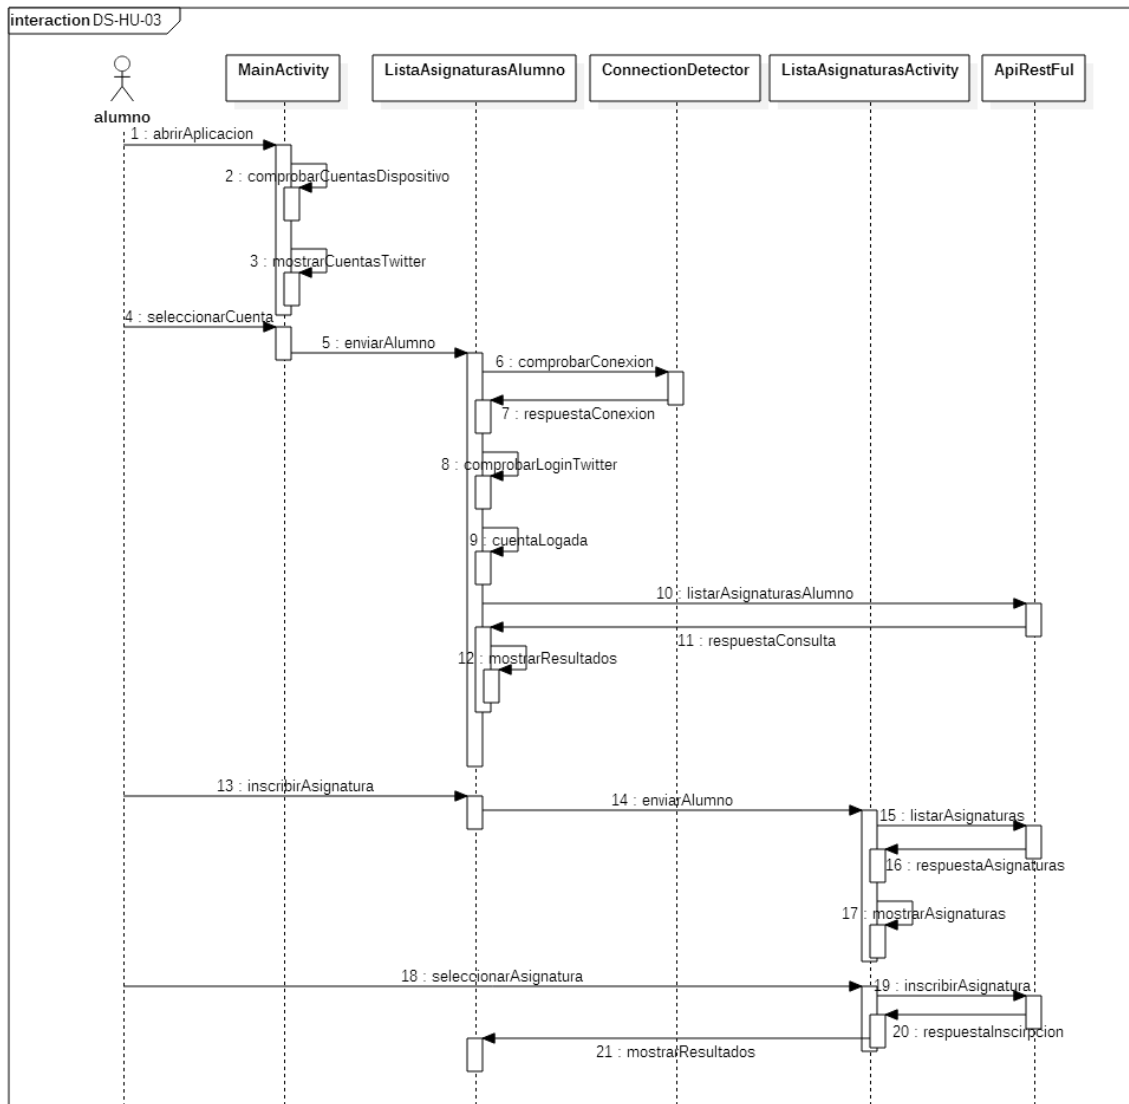 interaction DS-HU-03
MainActivity
ListaAsignaturasAlumno
ConnectionDetector
ListaAsignaturasActivity
ApiRestFul
alumno
1 : abrirAplicacion
2 : comprobarCuentasDispositivo
3 : mostrarCuentasTwitter
4 : seleccionarCuenta
5 : enviarAlumno
6 : comprobarConexion
7 : respuestaConexion
8 : comprobarLoginTwitter
9 : cuentaLogada
10 : listarAsignaturasAlumno
11 : respuestaConsulta
12 : mostrarResultados
13 : inscribirAsignatura
14 : enviarAlumno
15 : listarAsignaturas
16 : respuestaAsignaturas
17 : mostrarAsignaturas
18 : seleccionarAsignatura
19 : inscribirAsignatura
20 : respuestaInscirpcion
21 : mostrarResultados